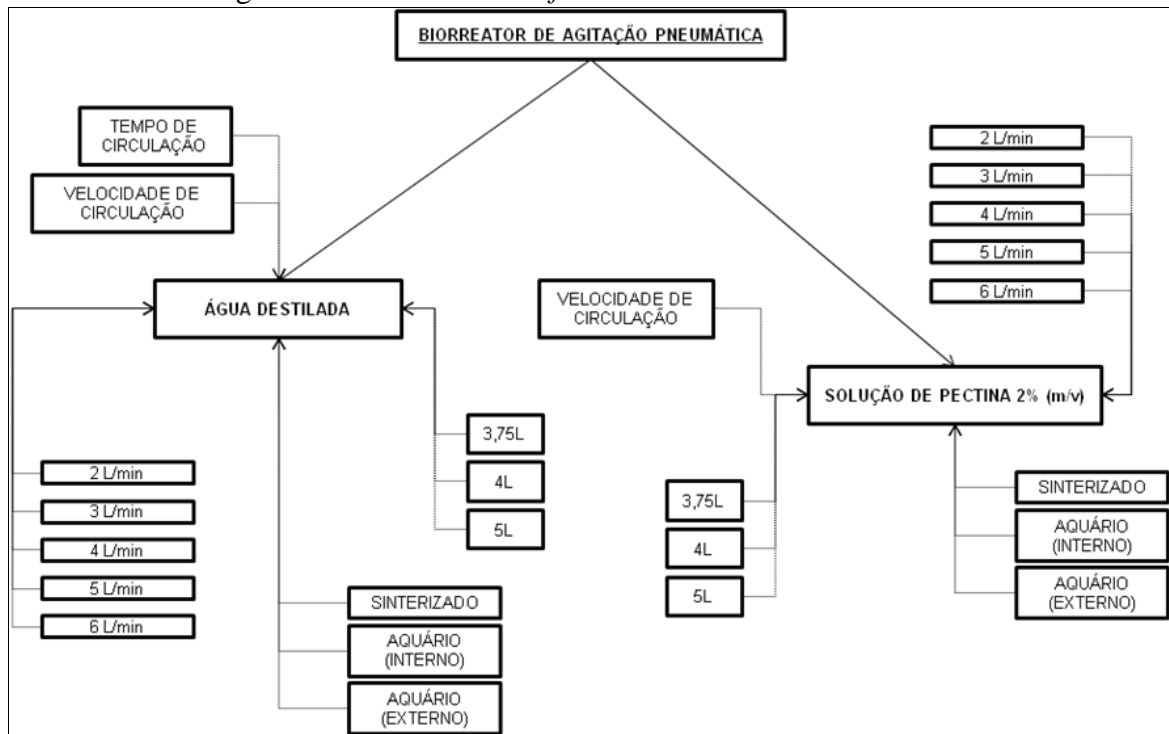 BIORREATOR DE AGITAÇÃO PNEUMÁTICA
TEMPO DE
CIRCULAÇÃO
VELOCIDADE DE
CIRCULAÇÃO
ÁGUA DESTILADA
2 L/min
3 L/min
4 L/min
5 L/min
6 L/min
3,75L
4L
5L
SINTERIZADO
AQUÁRIO
(INTERNO)
AQUÁRIO
(EXTERNO)
2 L/min
3 L/min
4 L/min
5 L/min
6 L/min
VELOCIDADE DE
CIRCULAÇÃO
SOLUÇÃO DE PECTINA 2% (m/v)
3,75L
4L
5L
SINTERIZADO
AQUÁRIO
(INTERNO)
AQUÁRIO
(EXTERNO)